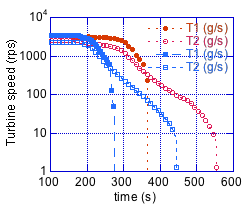 10⁴
1000
100
10
1
Turbine speed (rps)
T1 (g/s)
T2 (g/s)
T1 (g/s)
T2 (g/s)
100 200 300 400 500 600
time (s)